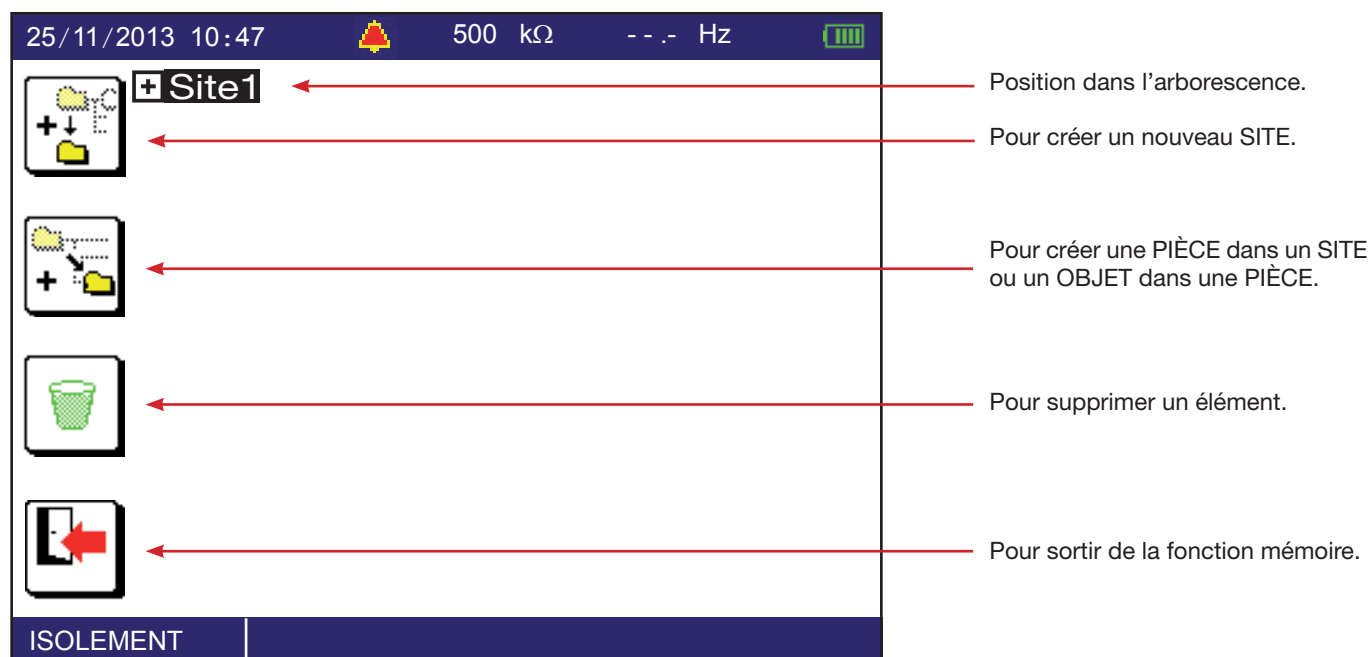 25/11/2013 10:47 500 kΩ - - .- Hz
+ Site1
Position dans l'arborescence.
Pour créer un nouveau SITE.
Pour créer une PIÈCE dans un SITE
ou un OBJET dans une PIÈCE.
Pour supprimer un élément.
Pour sortir de la fonction mémoire.
ISOLEMENT